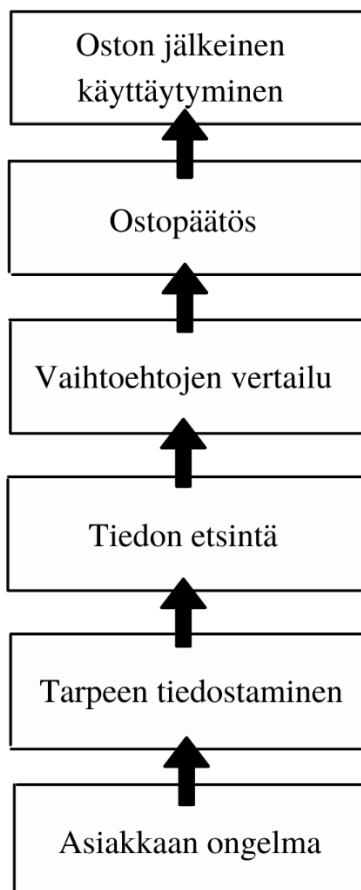 Oston jälkeinen
käyttäytyminen
Ostopäätös
Vaihtoehtojen vertailu
Tiedon etsintä
Tarpeen tiedostaminen
Asiakkaan ongelma